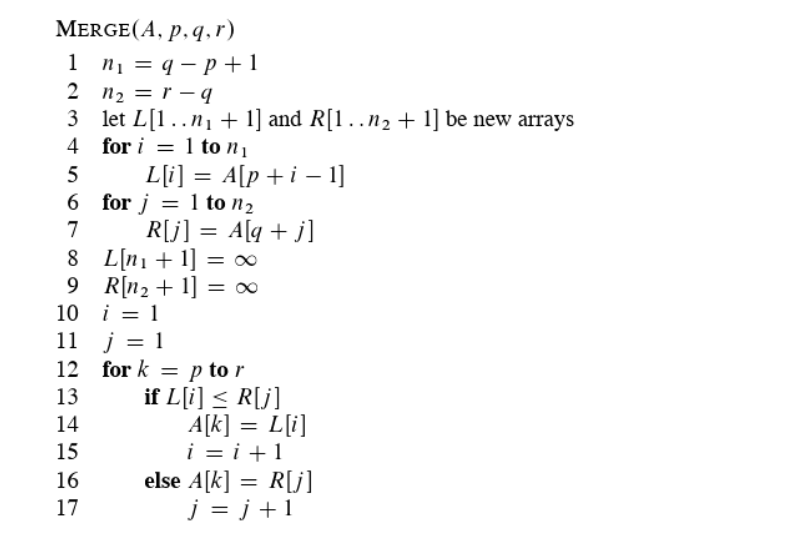 MERGE(A, p, q, r)
1 n₁ = q − p + 1
2 n₂ = r − q
3 let L[1 . . n₁ + 1] and R[1 . . n₂ + 1] be new arrays
4 for i = 1 to n₁
5 L[i] = A[p + i − 1]
6 for j = 1 to n₂
7 R[j] = A[q + j]
8 L[n₁ + 1] = ∞
9 R[n₂ + 1] = ∞
10 i = 1
11 j = 1
12 for k = p to r
13 if L[i] ≤ R[j]
14 A[k] = L[i]
15 i = i + 1
16 else A[k] = R[j]
17 j = j + 1